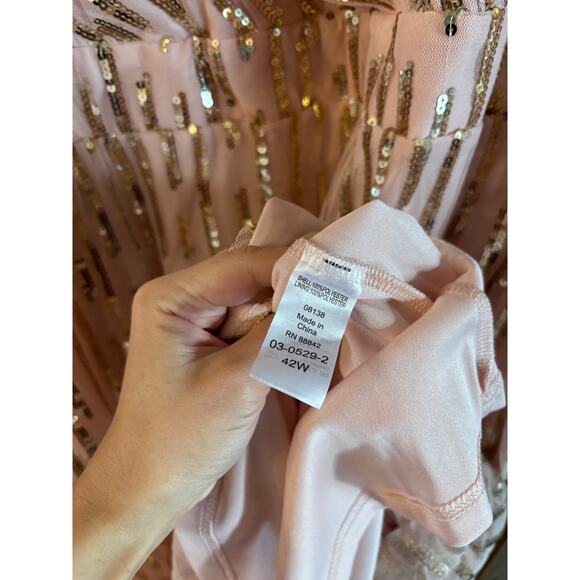 SHELL:100%POLYESTER
LINING:100%POLYESTER
08138
Made in
China
RN 88842
03-0529-2
42W